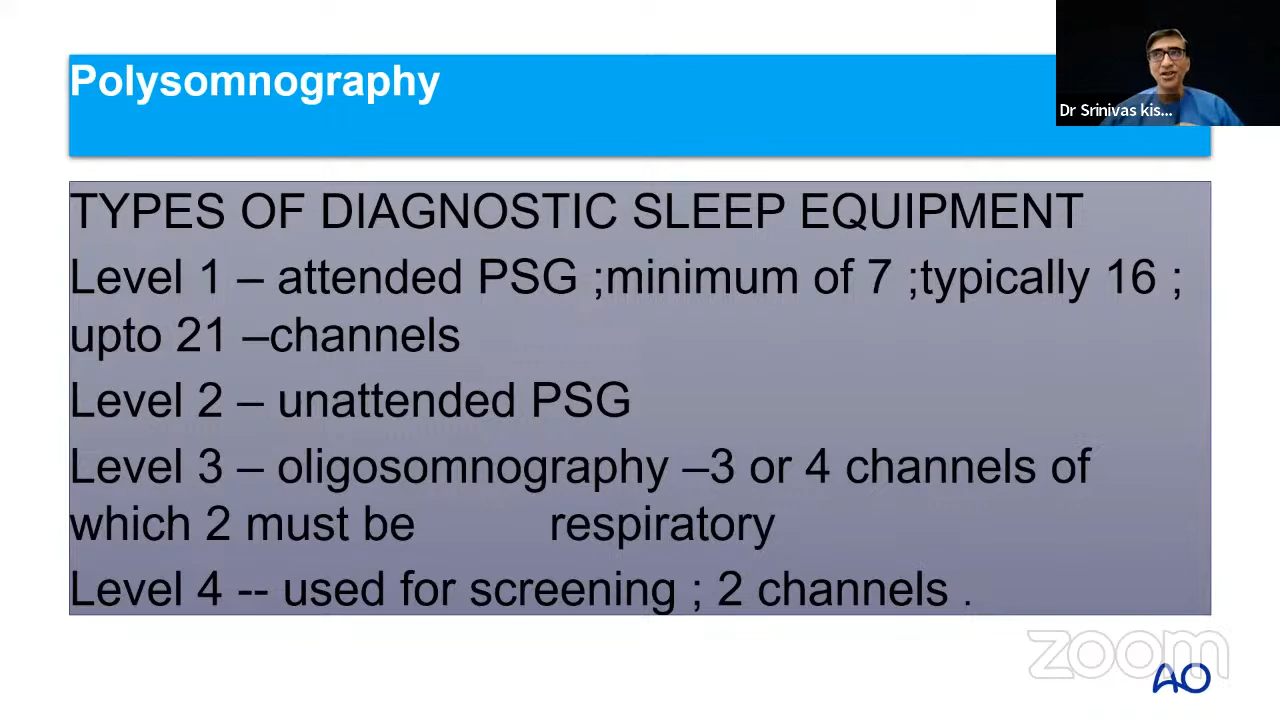 Polysomnography
Dr Srinivas kis...
TYPES OF DIAGNOSTIC SLEEP EQUIPMENT
Level 1 – attended PSG ;minimum of 7 ;typically 16 ;
upto 21 –channels
Level 2 – unattended PSG
Level 3 – oligosomnography –3 or 4 channels of
which 2 must be respiratory
Level 4 -- used for screening ; 2 channels .
zoom
AO